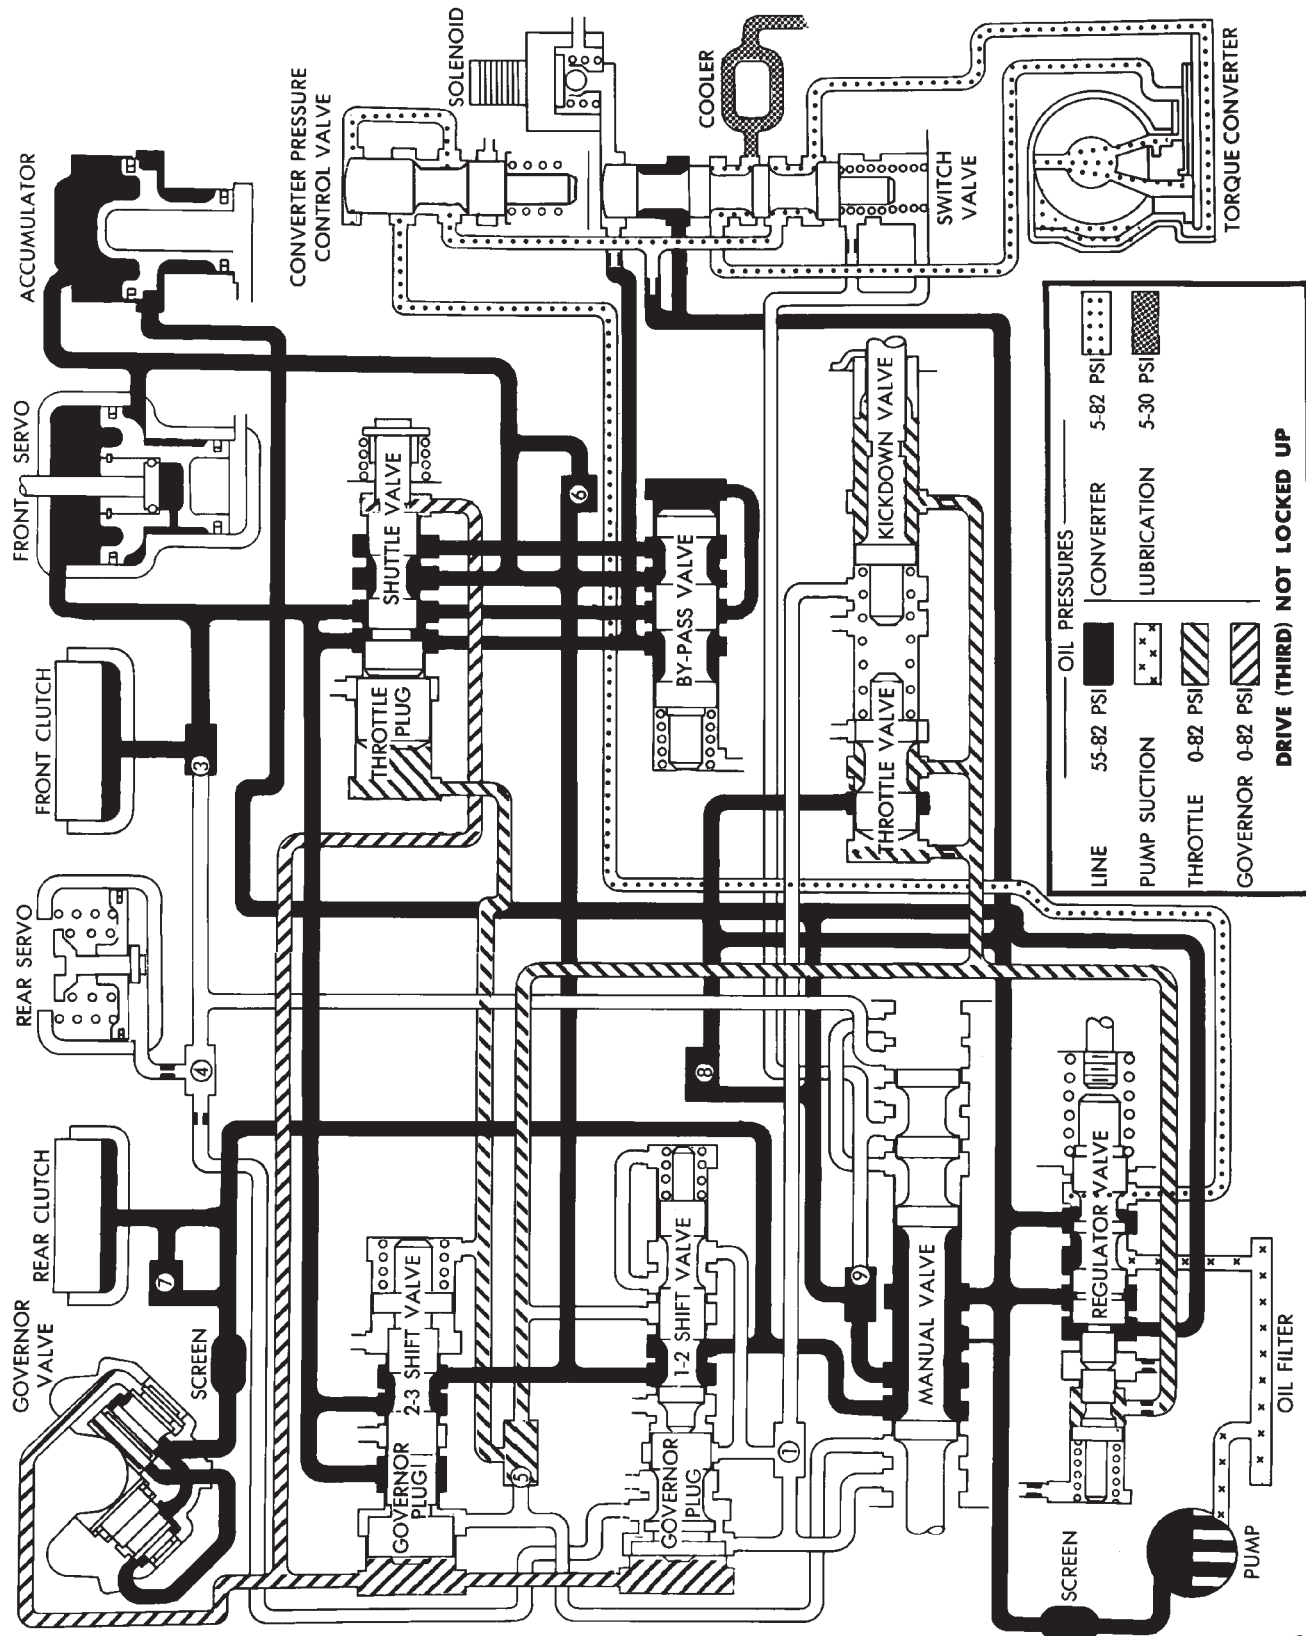 GOVERNOR
VALVE
REAR CLUTCH
REAR SERVO
FRONT CLUTCH
FRONT SERVO
ACCUMULATOR
SCREEN
7
4
3
CONVERTER PRESSURE
CONTROL VALVE
SOLENOID
GOVERNOR
PLUG
2-3 SHIFT VALVE
THROTTLE
PLUG
SHUTTLE VALVE
5
6
GOVERNOR
PLUG
1-2 SHIFT VALVE
BY-PASS VALVE
COOLER
8
1
9
MANUAL VALVE
THROTTLE VALVE
KICKDOWN VALVE
SWITCH
VALVE
REGULATOR VALVE
SCREEN
PUMP
OIL FILTER
TORQUE CONVERTER
OIL PRESSURES
LINE 55-82 PSI
CONVERTER 5-82 PSI
PUMP SUCTION
LUBRICATION 5-30 PSI
THROTTLE 0-82 PSI
GOVERNOR 0-82 PSI
DRIVE (THIRD) NOT LOCKED UP